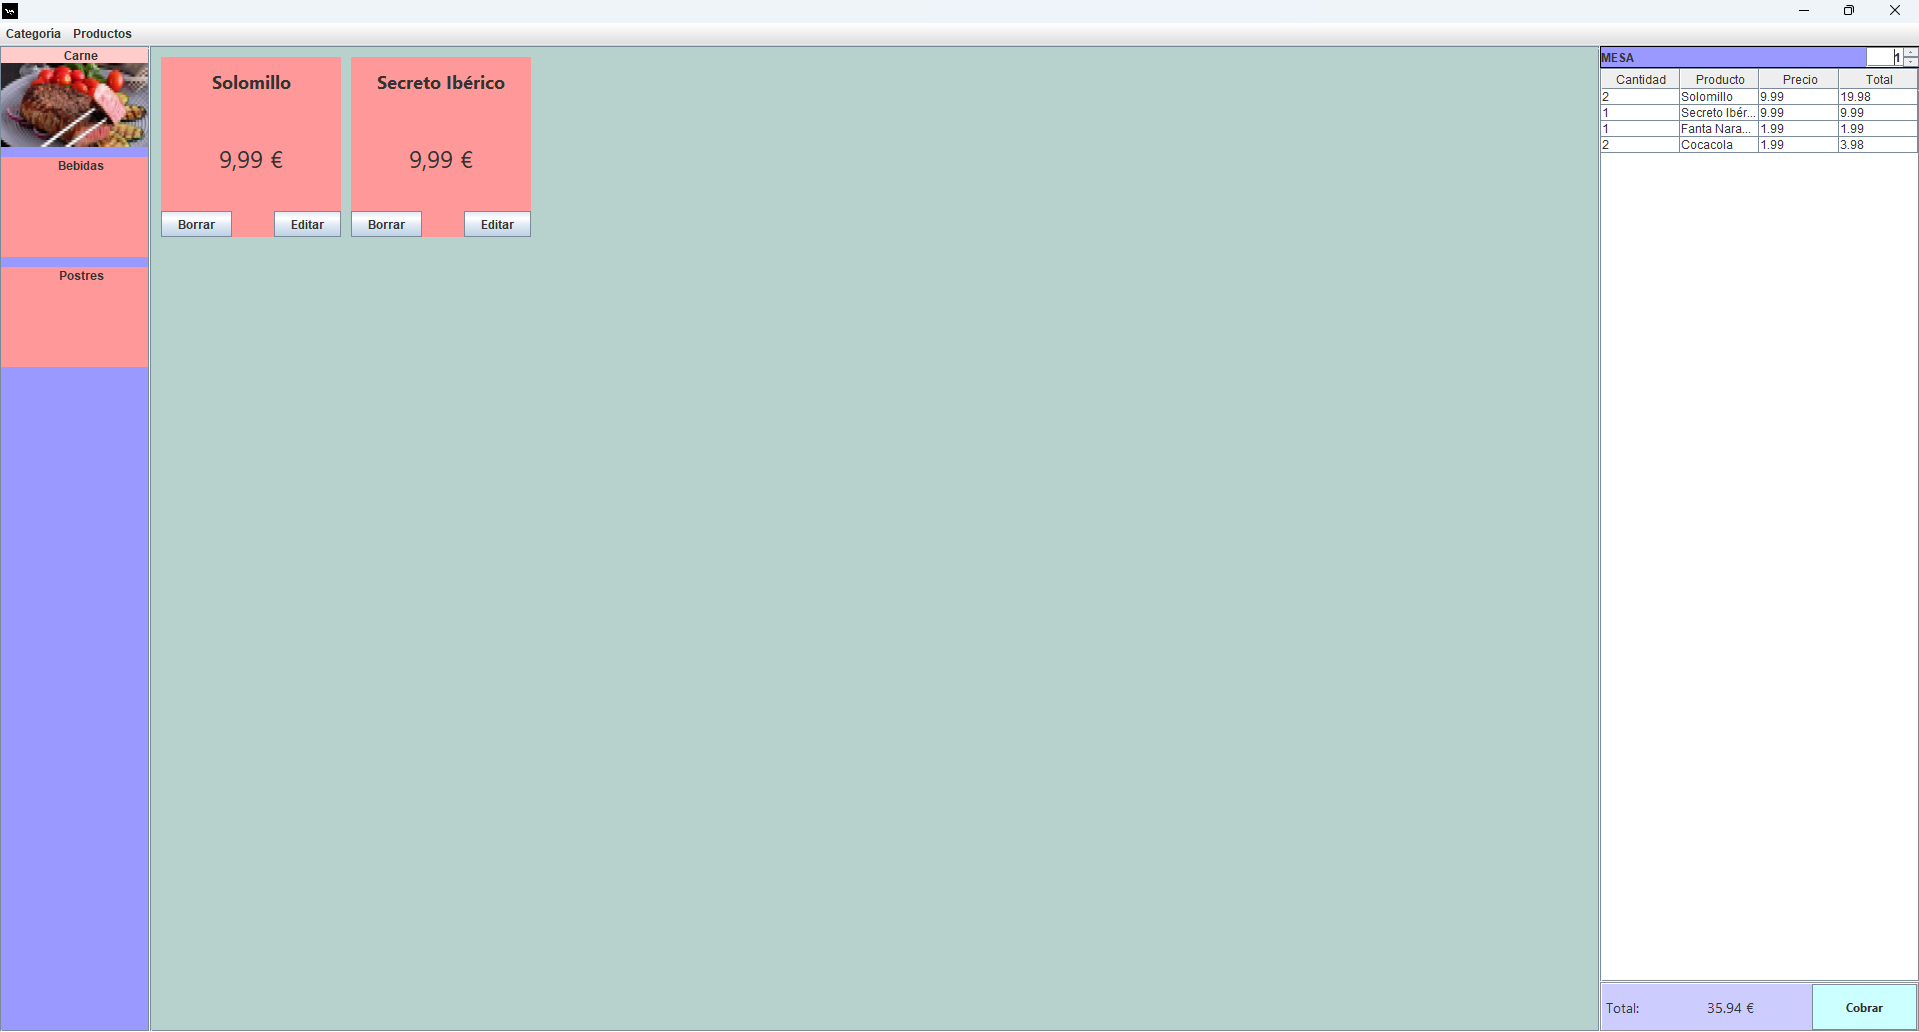 Categoria Productos
Carne
Bebidas
Postres
Solomillo
9,99 €
Borrar Editar
Secreto Ibérico
9,99 €
Borrar Editar
MESA 1
Cantidad Producto Precio Total
2 Solomillo 9.99 19.98
1 Secreto Ibér... 9.99 9.99
1 Fanta Nara... 1.99 1.99
2 Cocacola 1.99 3.98
Total: 35.94 € Cobrar